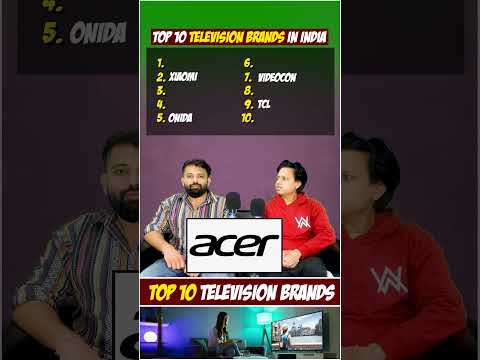 TOP 10 TELEVISION BRANDS IN INDIA
1.
2. XIAOMI
3.
4.
5. ONIDA
6.
7. VIDEOCON
8.
9. TCL
10.
acer
TOP 10 TELEVISION BRANDS
4.
5. ONIDA